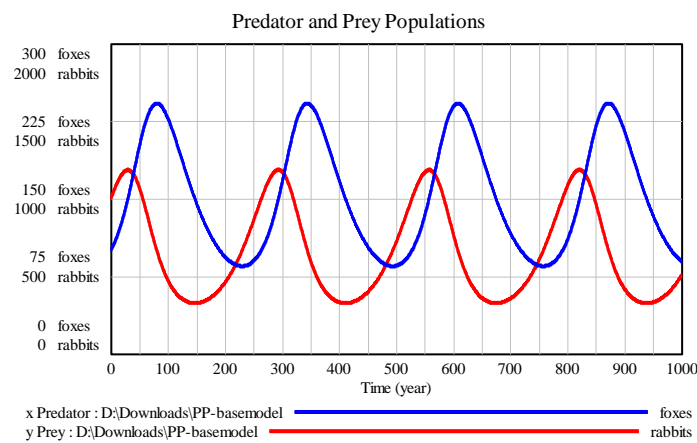 Predator and Prey Populations
300 foxes
2000 rabbits
225 foxes
1500 rabbits
150 foxes
1000 rabbits
75 foxes
500 rabbits
0 foxes
0 rabbits
0 100 200 300 400 500 600 700 800 900 1000
Time (year)
x Predator : D:\Downloads\PP-basemodel foxes
y Prey : D:\Downloads\PP-basemodel rabbits